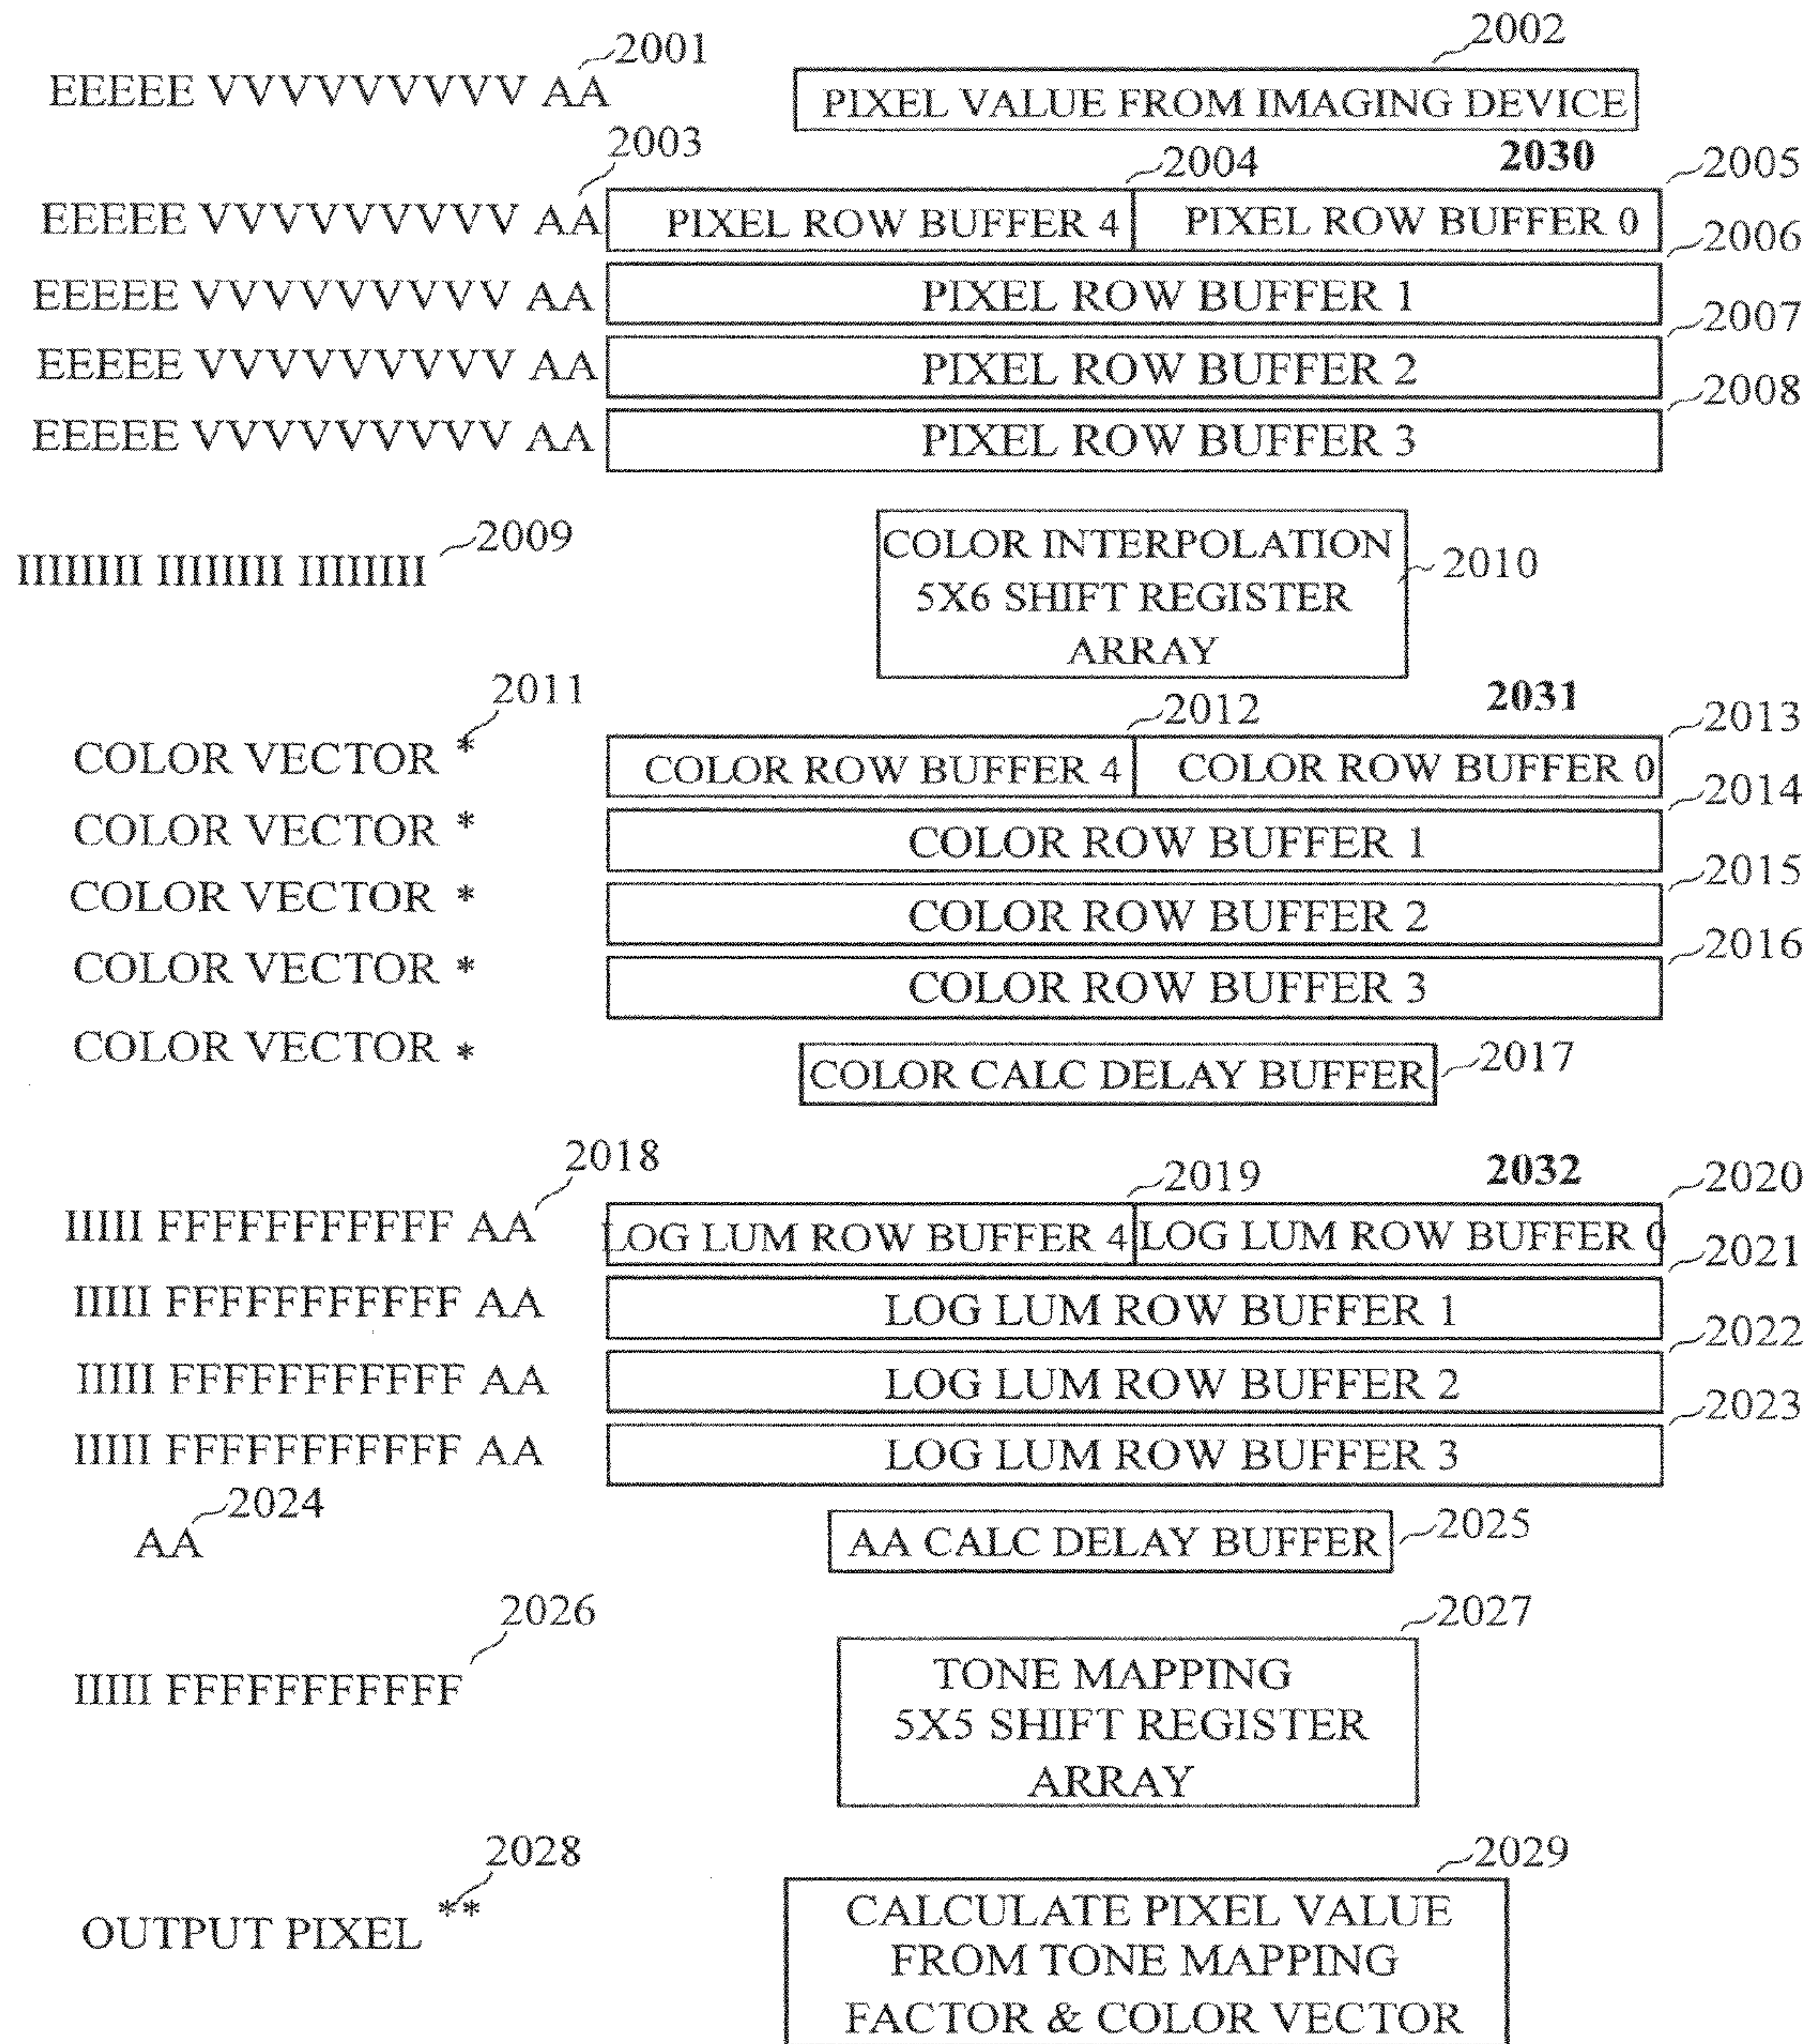 2001
2002
EEEEE VVVVVVVVV AA
PIXEL VALUE FROM IMAGING DEVICE
2003
2004
2030
2005
EEEEE VVVVVVVVV AA
PIXEL ROW BUFFER 4
PIXEL ROW BUFFER 0
2006
EEEEE VVVVVVVVV AA
PIXEL ROW BUFFER 1
2007
EEEEE VVVVVVVVV AA
PIXEL ROW BUFFER 2
2008
EEEEE VVVVVVVVV AA
PIXEL ROW BUFFER 3
2009
IIIIIIII IIIIIIII IIIIIIII
COLOR INTERPOLATION
5X6 SHIFT REGISTER
ARRAY
2010
2011
2012
2031
2013
COLOR VECTOR *
COLOR ROW BUFFER 4
COLOR ROW BUFFER 0
2014
COLOR VECTOR *
COLOR ROW BUFFER 1
2015
COLOR VECTOR *
COLOR ROW BUFFER 2
2016
COLOR VECTOR *
COLOR ROW BUFFER 3
COLOR VECTOR *
COLOR CALC DELAY BUFFER
2017
2018
2019
2032
2020
IIIII FFFFFFFFFFF AA
LOG LUM ROW BUFFER 4
LOG LUM ROW BUFFER 0
2021
IIIII FFFFFFFFFFF AA
LOG LUM ROW BUFFER 1
2022
IIIII FFFFFFFFFFF AA
LOG LUM ROW BUFFER 2
2023
IIIII FFFFFFFFFFF AA
LOG LUM ROW BUFFER 3
2024
AA
AA CALC DELAY BUFFER
2025
2026
2027
IIIII FFFFFFFFFFF
TONE MAPPING
5X5 SHIFT REGISTER
ARRAY
2028
2029
OUTPUT PIXEL **
CALCULATE PIXEL VALUE
FROM TONE MAPPING
FACTOR & COLOR VECTOR